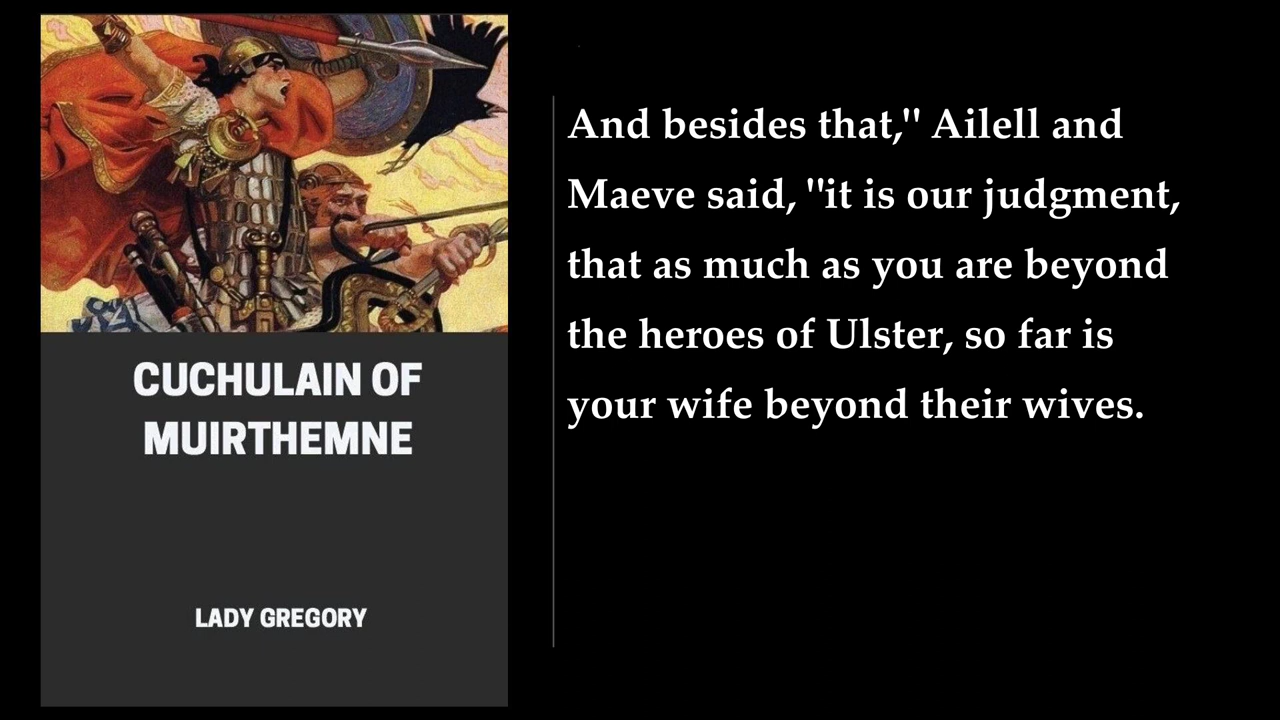 CUCHULAIN OF
MUIRTHEMNE
LADY GREGORY
And besides that," Ailell and
Maeve said, "it is our judgment,
that as much as you are beyond
the heroes of Ulster, so far is
your wife beyond their wives.